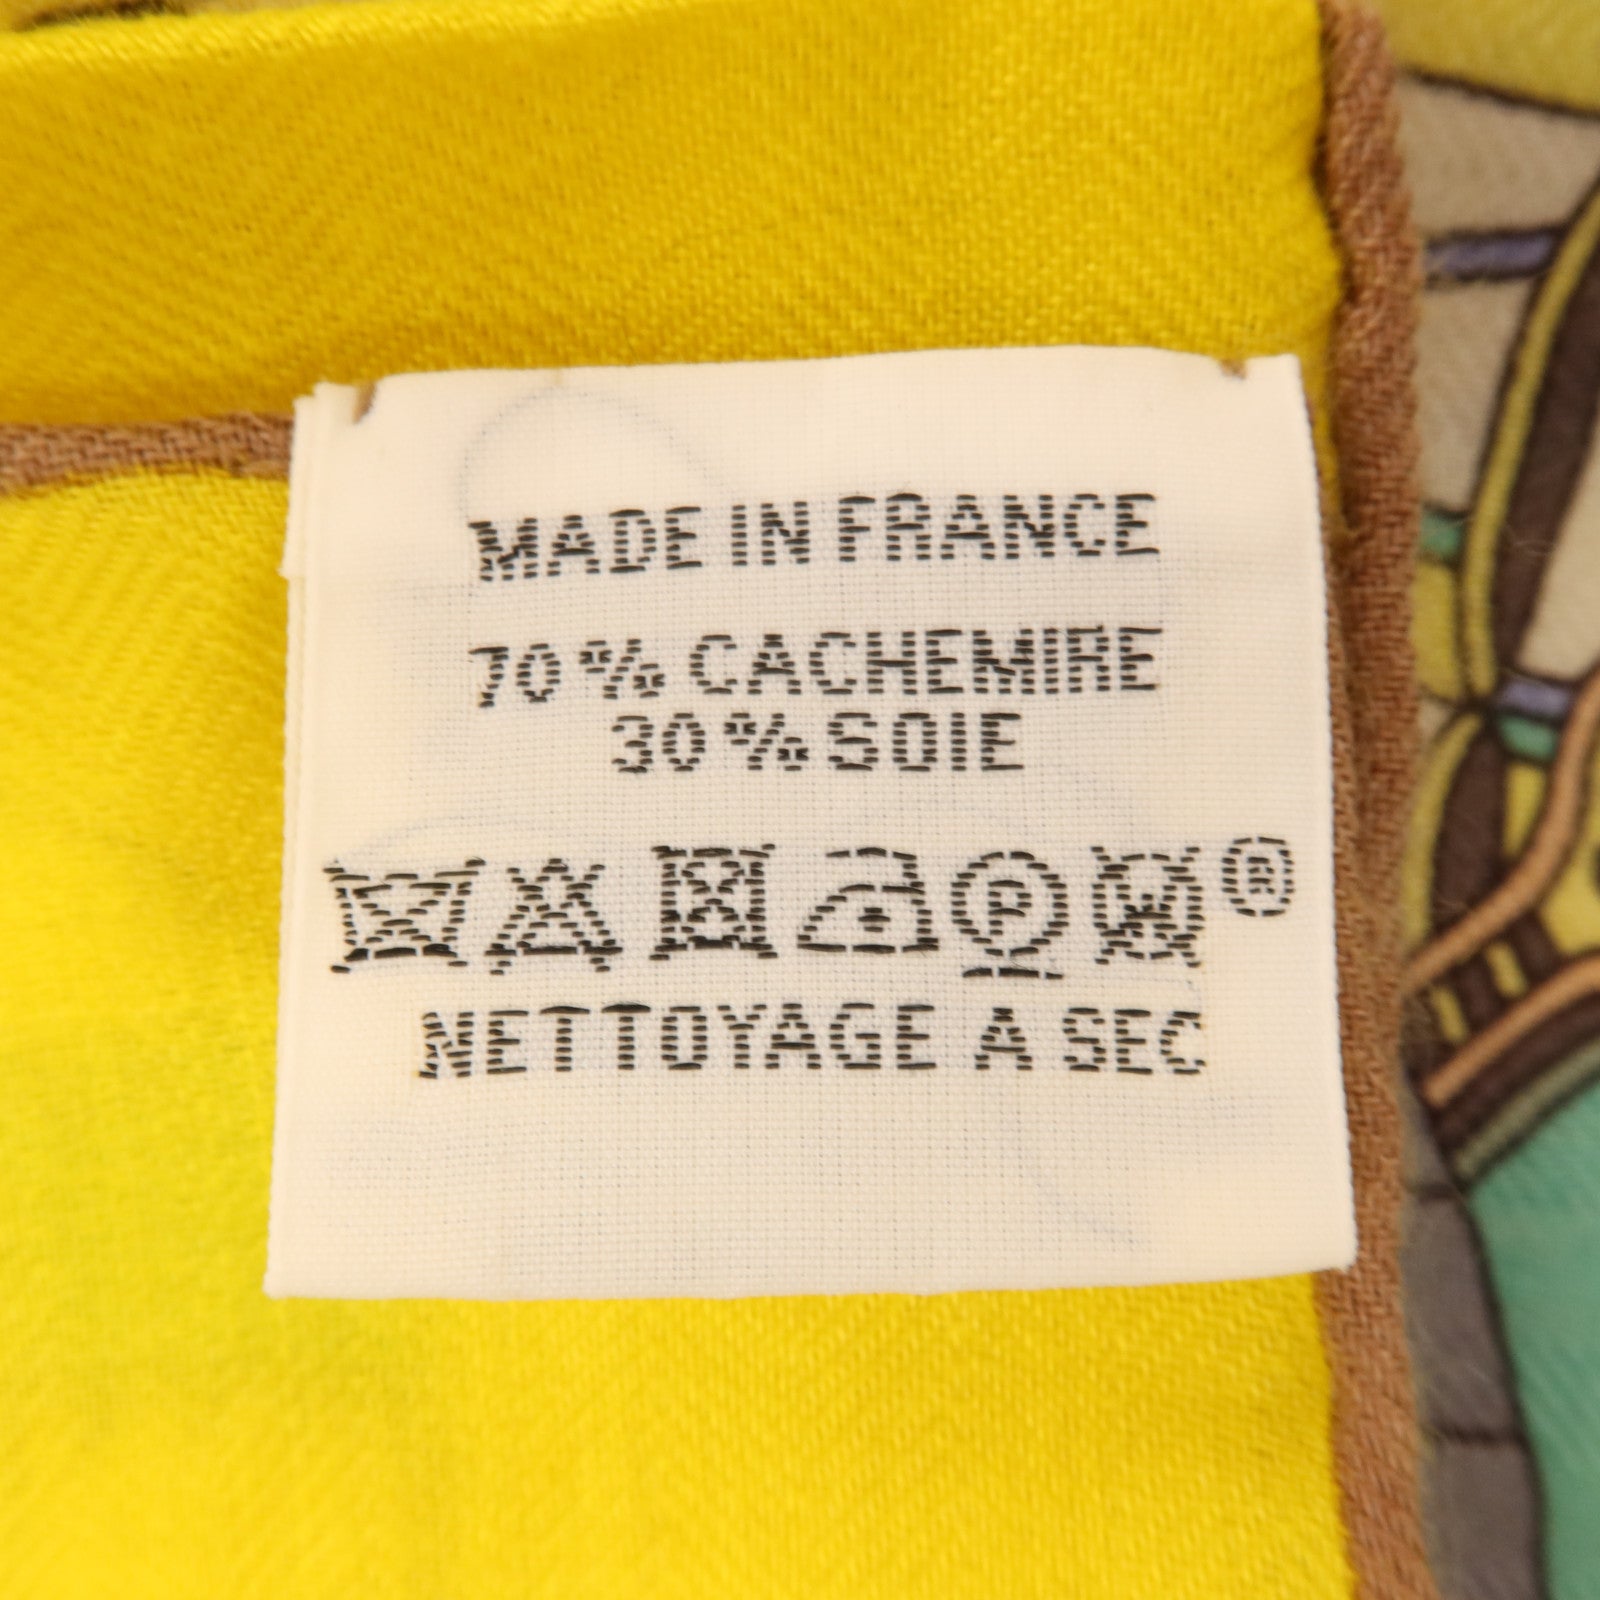 MADE IN FRANCE
70 % CACHEMIRE
30 % SOIE
P W ®
NETTOYAGE A SEC